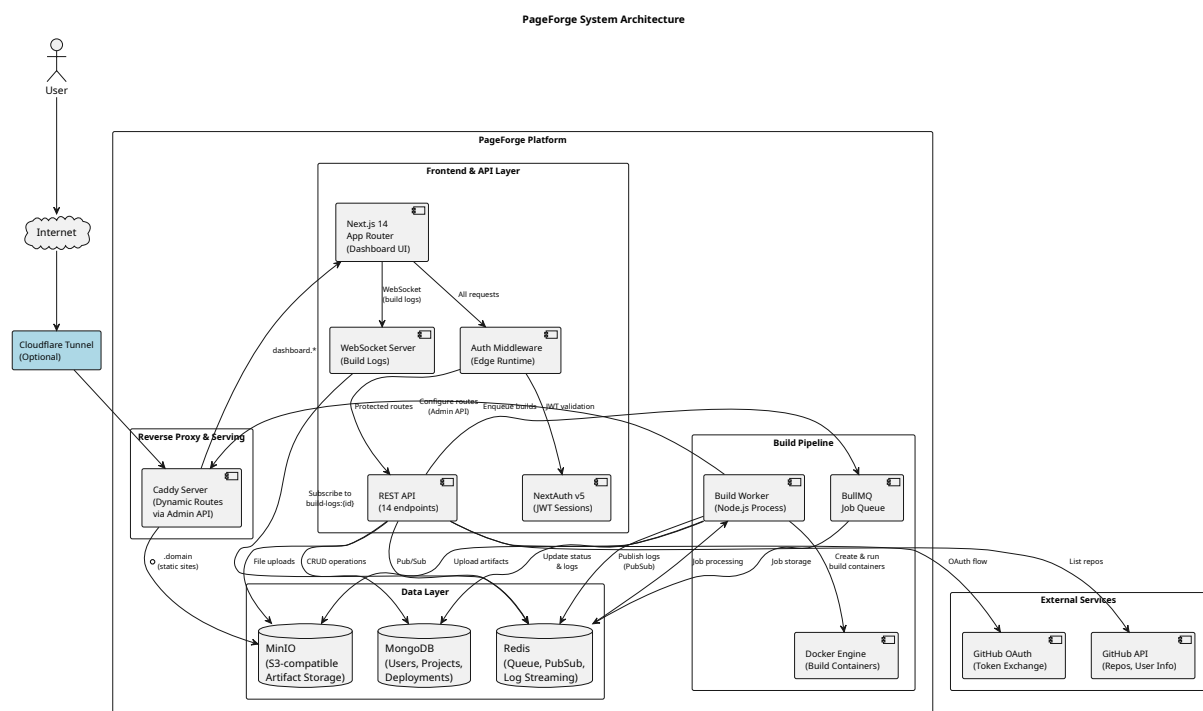 PageForge System Architecture
User
PageForge Platform
Frontend & API Layer
Next.js 14
App Router
(Dashboard UI)
Internet
WebSocket
(build logs)
All requests
Cloudflare Tunnel
(Optional)
dashboard.*
WebSocket Server
(Build Logs)
Auth Middleware
(Edge Runtime)
Protected routes
Configure routes
(Admin API)
Enqueue builds
JWT validation
Reverse Proxy & Serving
Caddy Server
(Dynamic Routes
via Admin API)
Subscribe to
build-logs:{id}
REST API
(14 endpoints)
NextAuth v5
(JWT Sessions)
Build Pipeline
Build Worker
(Node.js Process)
BullMQ
Job Queue
.domain
(static sites)
File uploads
CRUD operations
Pub/Sub
Upload artifacts
Update status
& logs
Publish logs
(PubSub)
Job processing
Job storage
Create & run
build containers
OAuth flow
List repos
Data Layer
MinIO
(S3-compatible
Artifact Storage)
MongoDB
(Users, Projects,
Deployments)
Redis
(Queue, PubSub,
Log Streaming)
Docker Engine
(Build Containers)
External Services
GitHub OAuth
(Token Exchange)
GitHub API
(Repos, User Info)